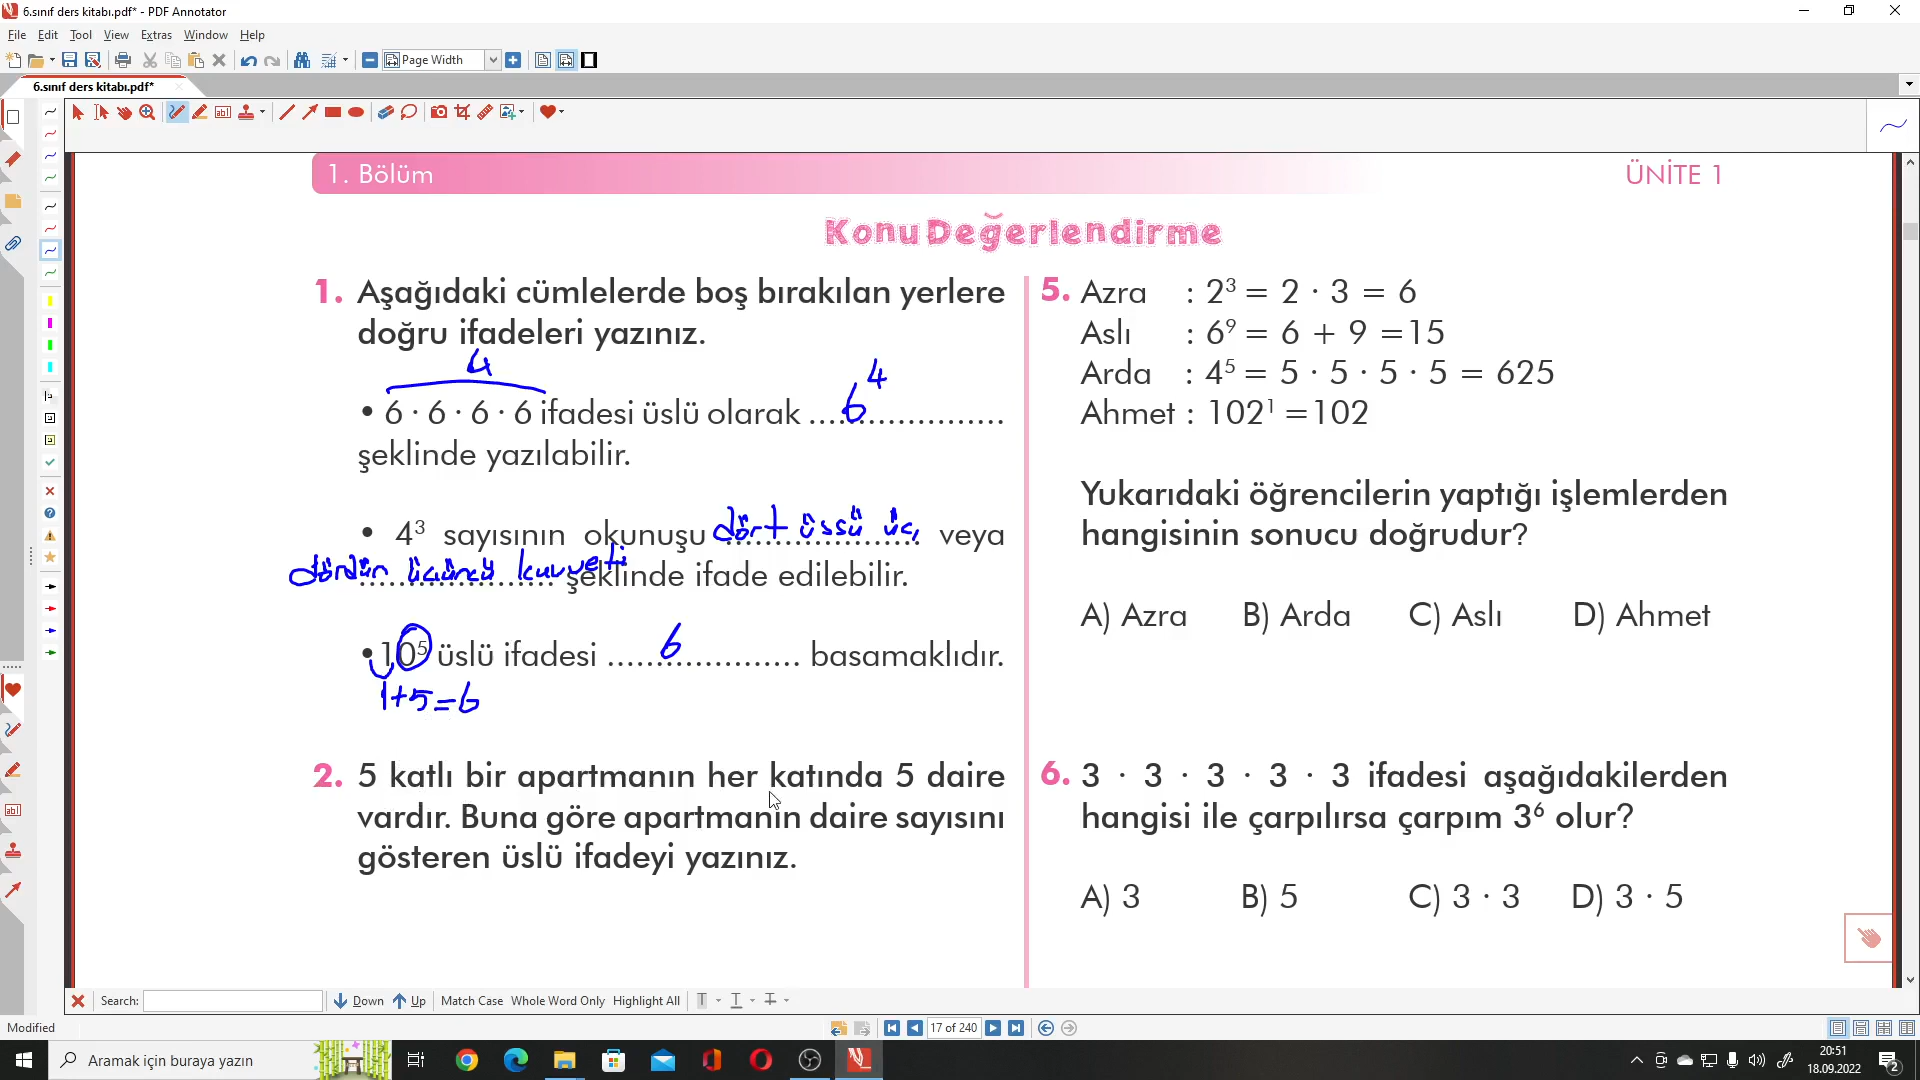 6.sınıf ders kitabı.pdf* - PDF Annotator
File Edit Tool View Extras Window Help
Page Width
6.sınıf ders kitabı.pdf*
1. Bölüm
ÜNİTE 1
Konu Değerlendirme
1. Aşağıdaki cümlelerde boş bırakılan yerlere
doğru ifadeleri yazınız.
4
• 6 · 6 · 6 · 6 ifadesi üslü olarak .... 6⁴ ....
şeklinde yazılabilir.
• 4³ sayısının okunuşu dört üssü üç veya
dördün üçüncü kuvveti şeklinde ifade edilebilir.
• 10⁵ üslü ifadesi .... 6 .... basamaklıdır.
1+5=6
2. 5 katlı bir apartmanın her katında 5 daire
vardır. Buna göre apartmanın daire sayısını
gösteren üslü ifadeyi yazınız.
5. Azra : 2³ = 2 · 3 = 6
Aslı : 6⁹ = 6 + 9 =15
Arda : 4⁵ = 5 · 5 · 5 · 5 = 625
Ahmet : 102¹ =102
Yukarıdaki öğrencilerin yaptığı işlemlerden
hangisinin sonucu doğrudur?
A) Azra B) Arda C) Aslı D) Ahmet
6. 3 · 3 · 3 · 3 · 3 ifadesi aşağıdakilerden
hangisi ile çarpılırsa çarpım 3⁶ olur?
A) 3 B) 5 C) 3 · 3 D) 3 · 5
Search: Down Up Match Case Whole Word Only Highlight All
Modified
17 of 240
Aramak için buraya yazın
20:51
18.09.2022
2